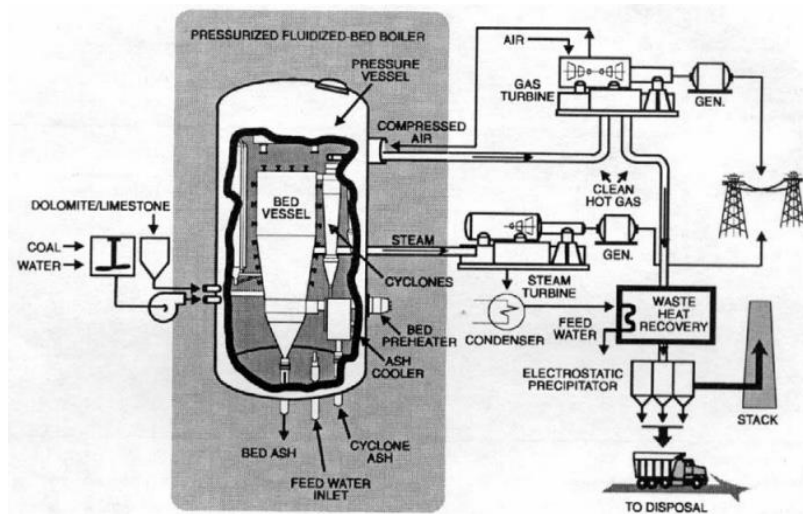 PRESSURIZED FLUIDIZED-BED BOILER
PRESSURE
VESSEL
AIR
GAS
TURBINE
GEN.
COMPRESSED
AIR
CLEAN
HOT GAS
DOLOMITE/LIMESTONE
BED
VESSEL
COAL
WATER
STEAM
GEN.
CYCLONES
STEAM
TURBINE
WASTE
HEAT
RECOVERY
BED
PREHEATER
CONDENSER
FEED
WATER
ASH
COOLER
ELECTROSTATIC
PRECIPITATOR
STACK
BED ASH
CYCLONE
ASH
FEED WATER
INLET
TO DISPOSAL